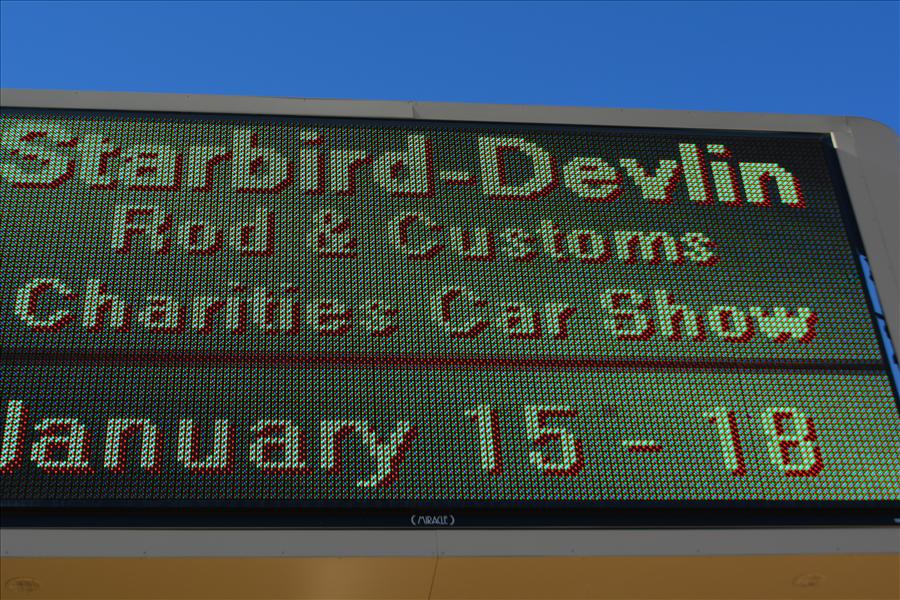 Starbird-Devlin
Rod & Customs
Charities Car Show
January 15 - 18
(MIRACLE)